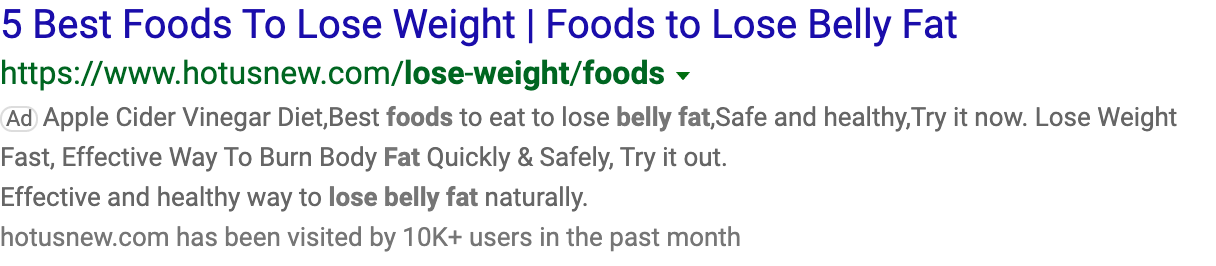 5 Best Foods To Lose Weight | Foods to Lose Belly Fat
https://www.hotusnew.com/lose-weight/foods
Ad Apple Cider Vinegar Diet,Best foods to eat to lose belly fat,Safe and healthy,Try it now. Lose Weight
Fast, Effective Way To Burn Body Fat Quickly & Safely, Try it out.
Effective and healthy way to lose belly fat naturally.
hotusnew.com has been visited by 10K+ users in the past month